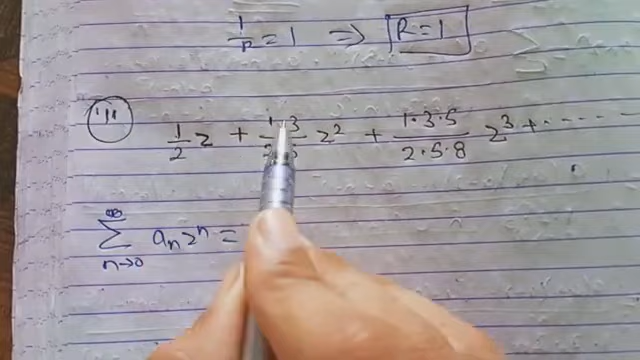 1/n = 1 ⇒ R=1
(iii) 1/2 z + 1·3/2·5 z² + 1·3·5/2·5·8 z³ + ......
∞∑n→0 aₙzⁿ =